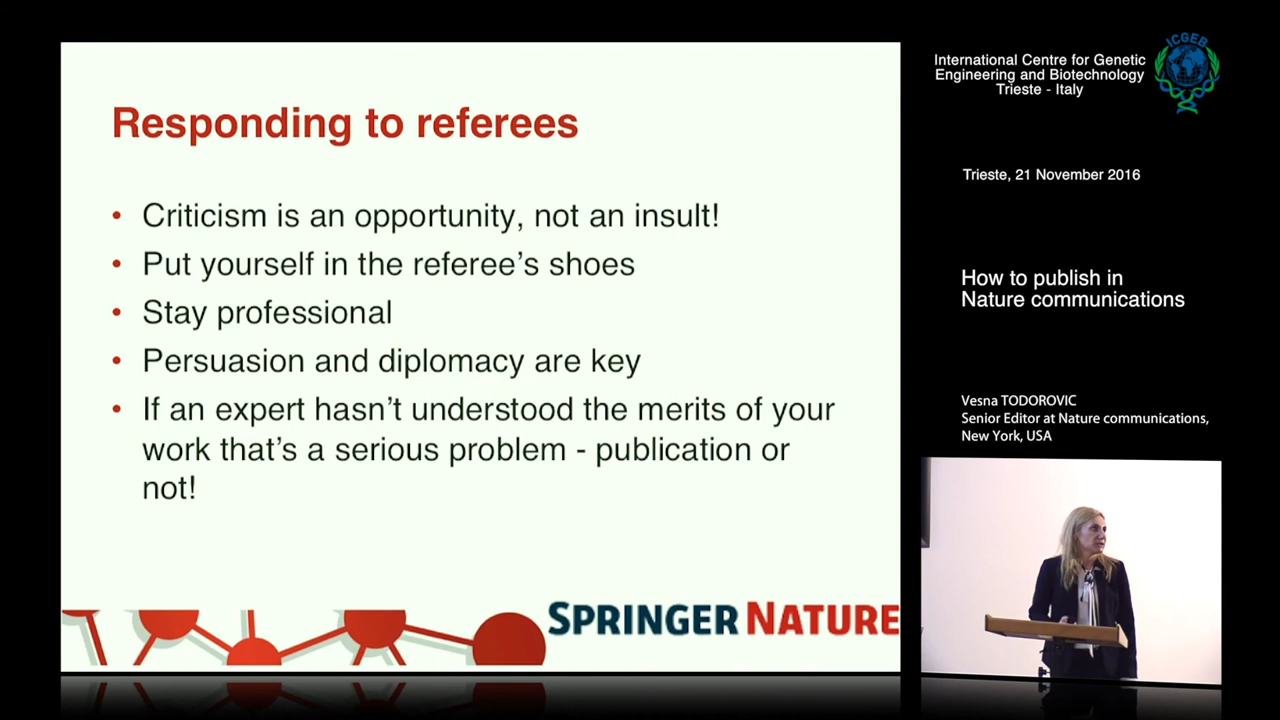 Responding to referees
• Criticism is an opportunity, not an insult!
• Put yourself in the referee’s shoes
• Stay professional
• Persuasion and diplomacy are key
• If an expert hasn’t understood the merits of your
work that’s a serious problem - publication or
not!
SPRINGER NATURE
International Centre for Genetic
Engineering and Biotechnology
Trieste - Italy
ICGEB
Trieste, 21 November 2016
How to publish in
Nature communications
Vesna TODOROVIC
Senior Editor at Nature communications,
New York, USA